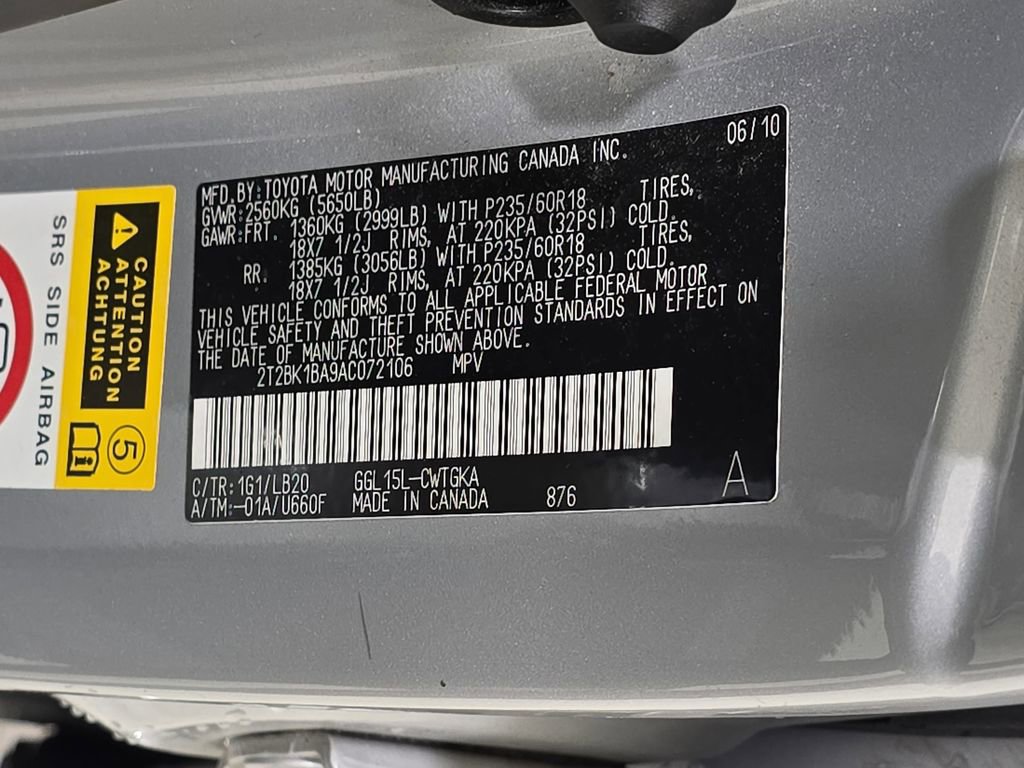 06/10
MFD.BY:TOYOTA MOTOR MANUFACTURING CANADA INC.
GVWR:2560KG (5650LB)
GAWR:FRT. 1360KG (2999LB) WITH P235/60R18 TIRES,
18X7 1/2J RIMS, AT 220KPA (32PSI) COLD.
RR. 1385KG (3056LB) WITH P235/60R18 TIRES,
18X7 1/2J RIMS, AT 220KPA (32PSI) COLD.
THIS VEHICLE CONFORMS TO ALL APPLICABLE FEDERAL MOTOR
VEHICLE SAFETY AND THEFT PREVENTION STANDARDS IN EFFECT ON
THE DATE OF MANUFACTURE SHOWN ABOVE.
2T2BK1BA9AC072106 MPV
C/TR:1G1/LB20 GGL15L-CWTGKA
A/TM:-01A/U660F MADE IN CANADA 876 A
CAUTION
ATTENTION
ACHTUNG
5
i
SRS SIDE AIRBAG